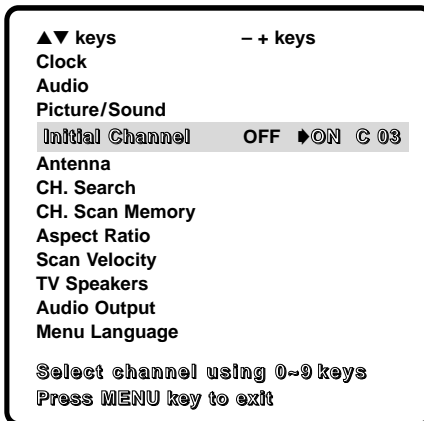 ▲▼ keys – + keys
Clock
Audio
Picture/Sound
Initial Channel OFF ➧ON C 03
Antenna
CH. Search
CH. Scan Memory
Aspect Ratio
Scan Velocity
TV Speakers
Audio Output
Menu Language
Select channel using 0~9 keys
Press MENU key to exit